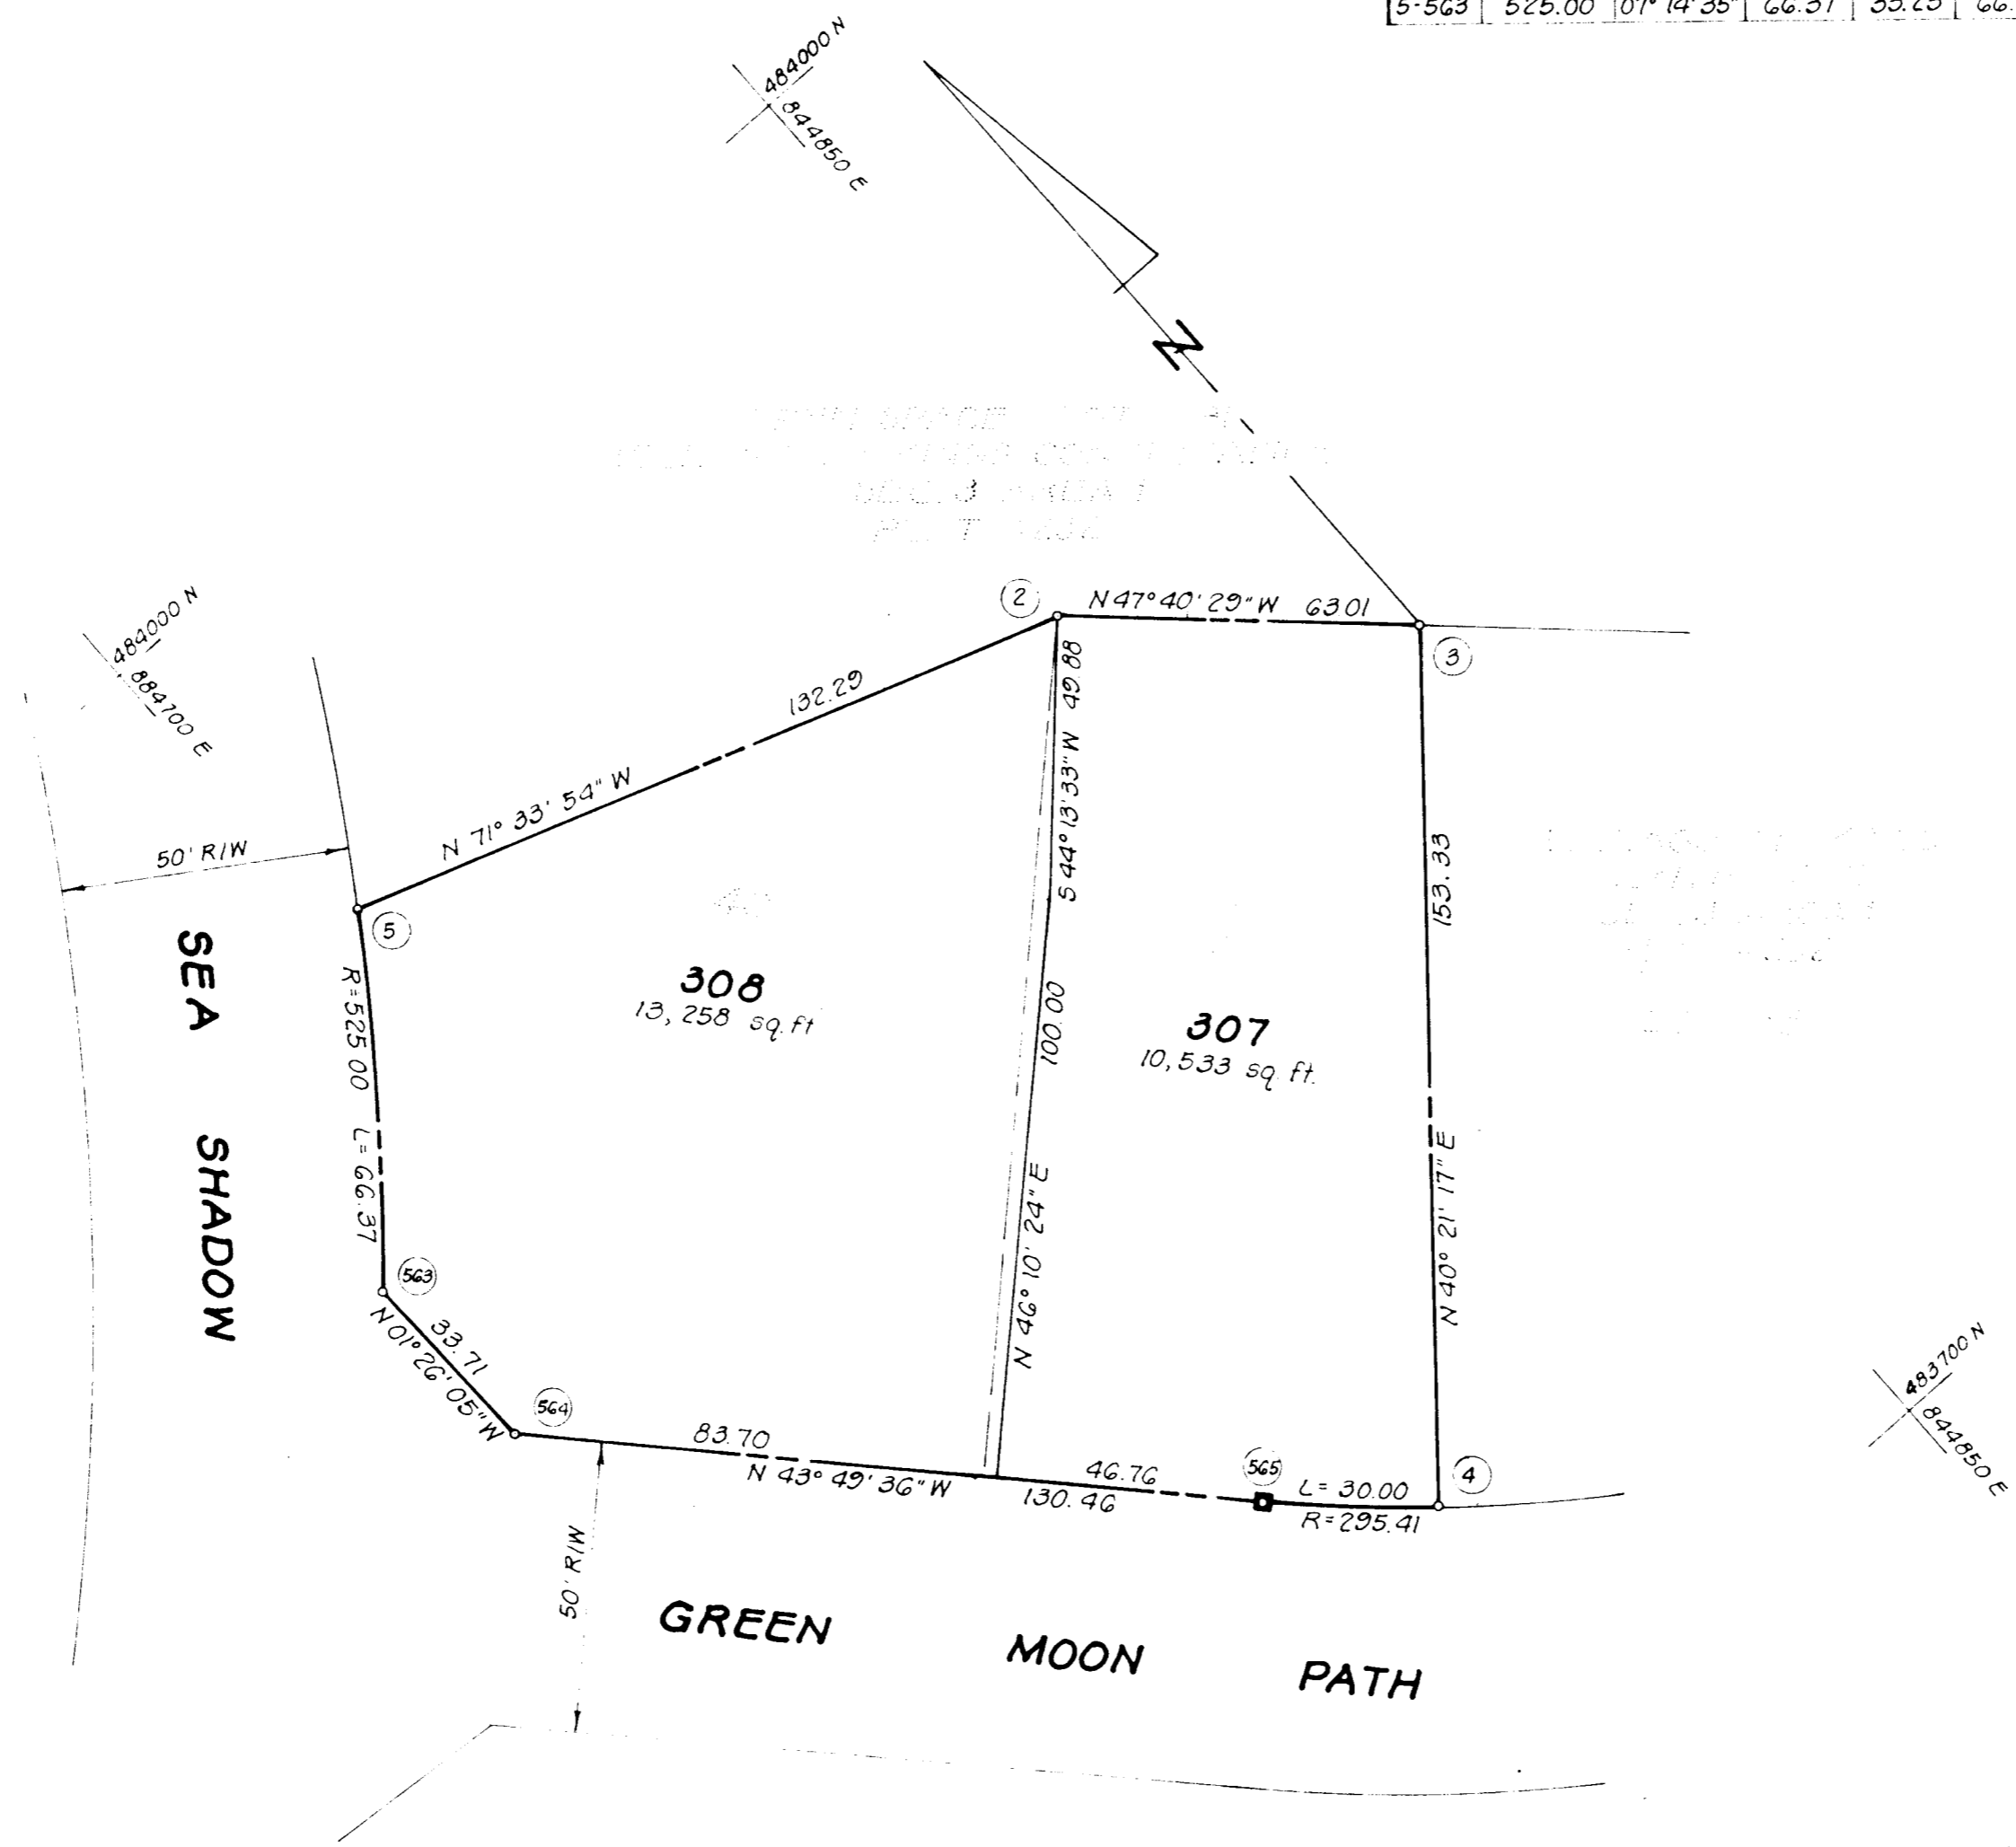 5-563 525.00 07° 14' 35" 66.37 33.23 66.
484000 N
844850 E
N
484000 N
884700 E
2
N 47° 40' 29" W 63.01
3
132.29
N 71° 33' 54" W
S 44° 13' 33" W 49.88
50' R/W
5
153.33
SEA SHADOW
R=525.00 L=66.37
308
13,258 sq. ft
100.00
N 46° 10' 24" E
307
10,533 sq. ft.
N 40° 21' 17" E
563
33.71
N 01° 26' 05" W
564
83.70
N 43° 49' 36" W
46.76
130.46
565
L= 30.00
R=295.41
4
483700 N
844850 E
50' R/W
GREEN MOON PATH